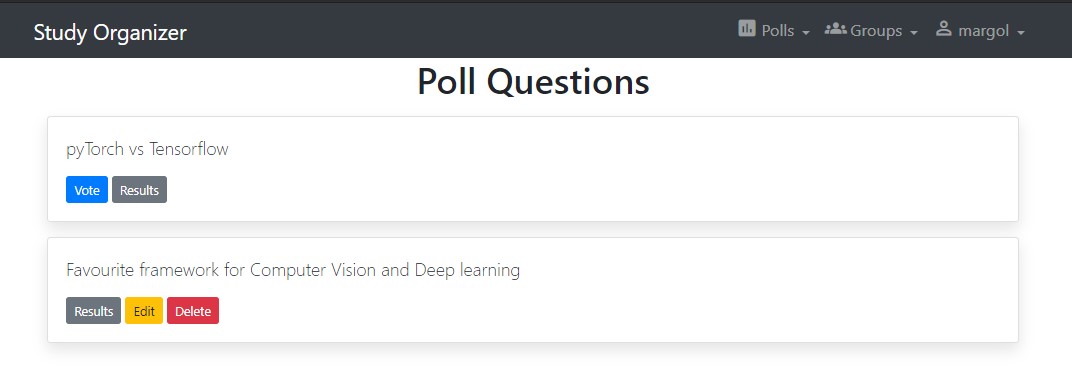 Study Organizer Polls Groups margol
Poll Questions
pyTorch vs Tensorflow
Vote Results
Favourite framework for Computer Vision and Deep learning
Results Edit Delete